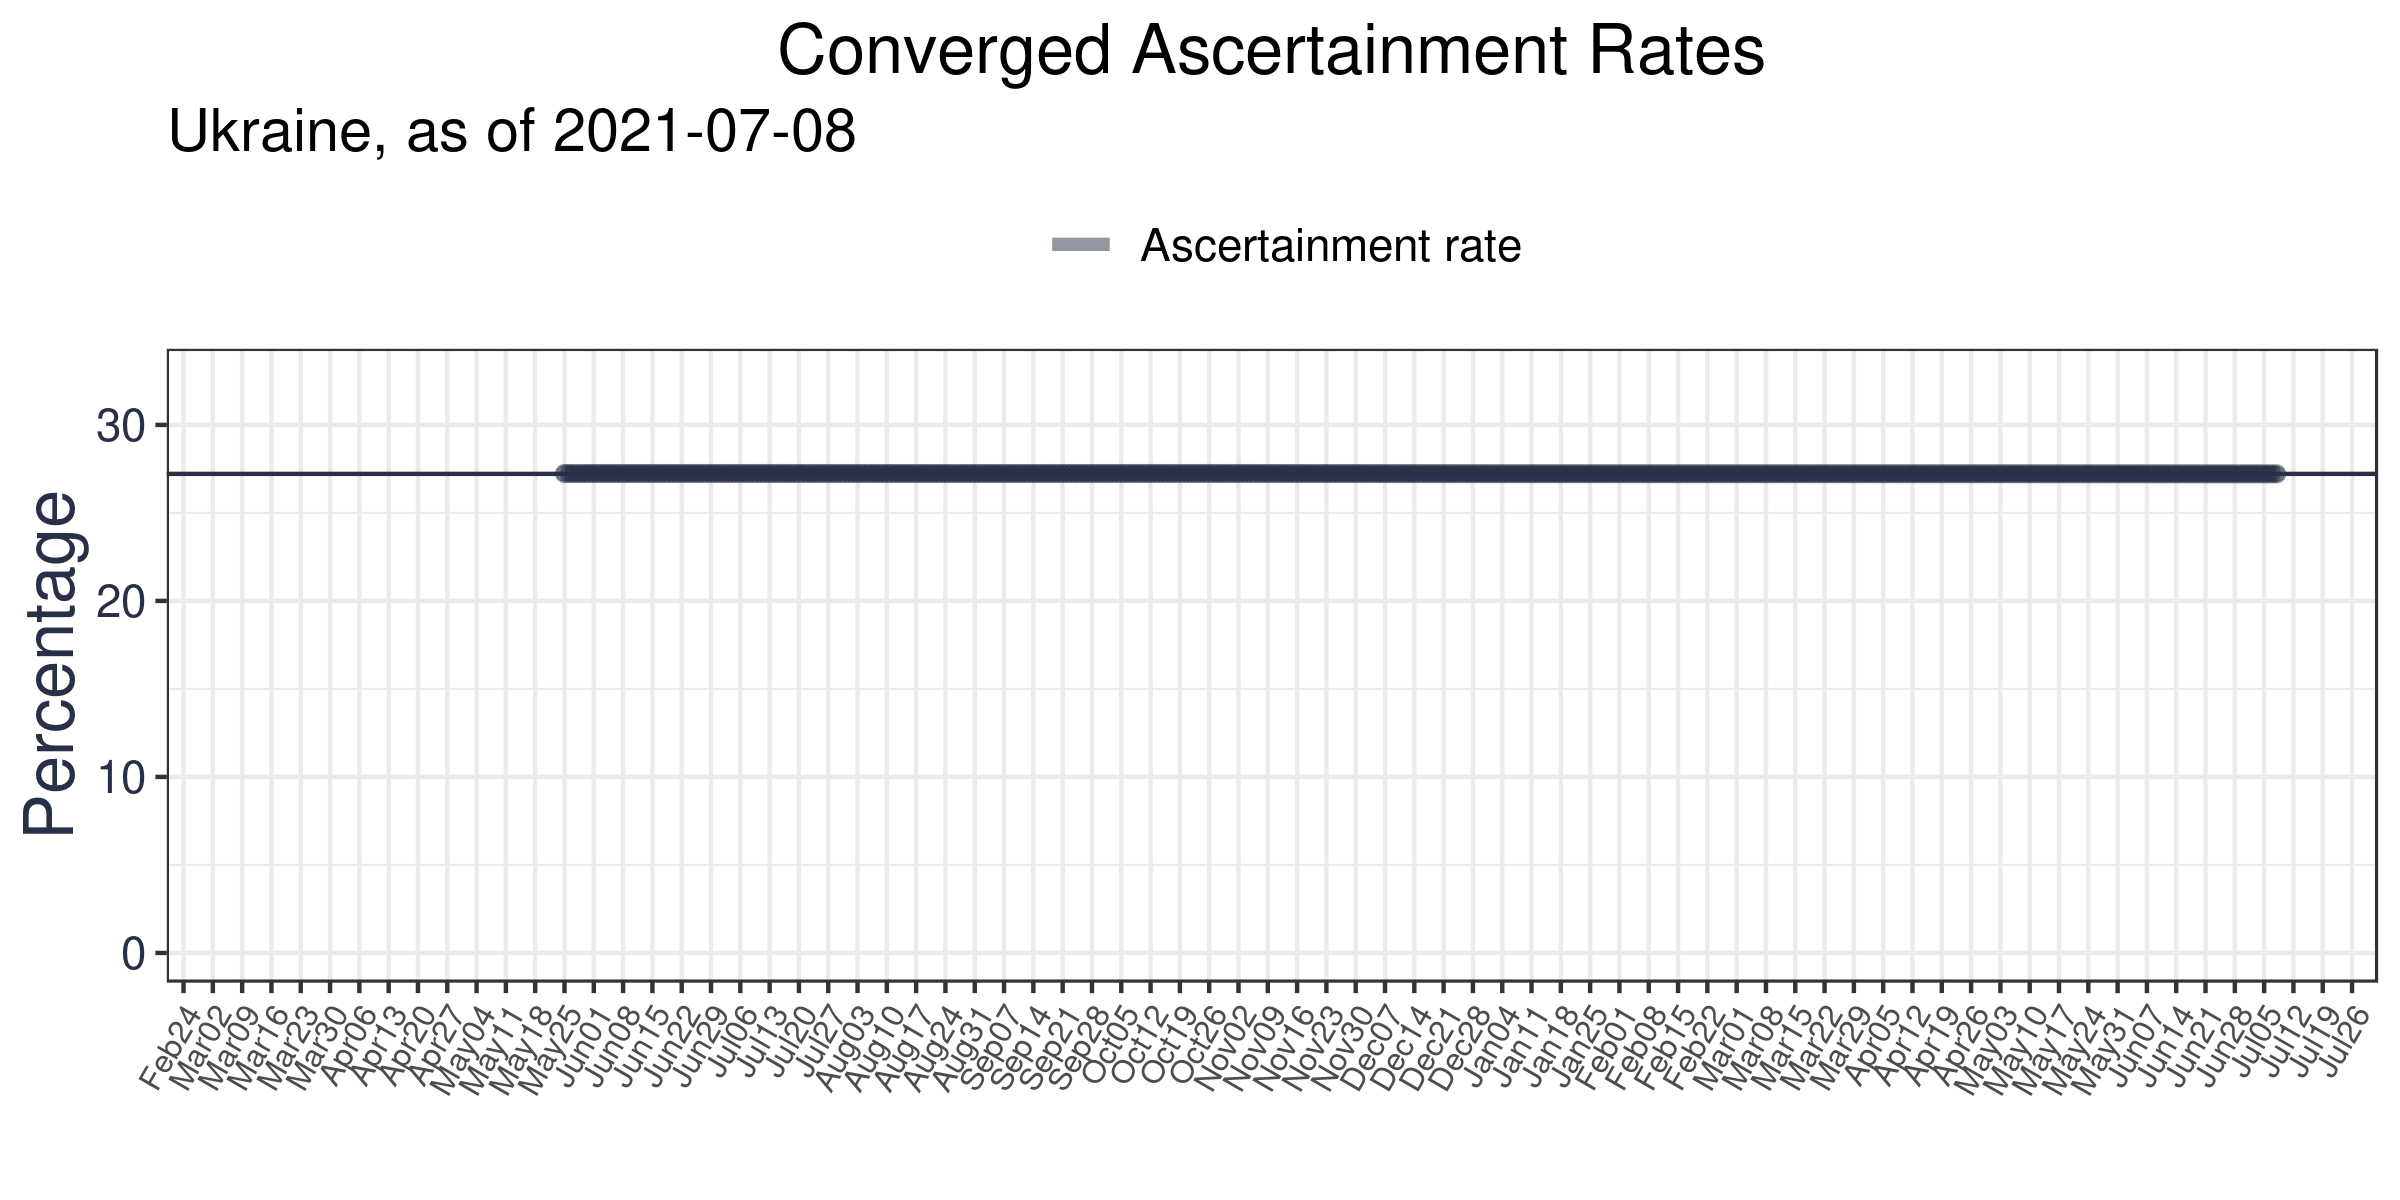 Converged Ascertainment Rates
Ukraine, as of 2021-07-08
Ascertainment rate
Percentage
30
20
10
0
Feb24 Mar02 Mar09 Mar16 Mar23 Mar30 Apr06 Apr13 Apr20 Apr27 May04 May11 May18 May25 Jun01 Jun08 Jun15 Jun22 Jun29 Jul06 Jul13 Jul20 Jul27 Aug03 Aug10 Aug17 Aug24 Aug31 Sep07 Sep14 Sep21 Sep28 Oct05 Oct12 Oct19 Oct26 Nov02 Nov09 Nov16 Nov23 Nov30 Dec07 Dec14 Dec21 Dec28 Jan04 Jan11 Jan18 Jan25 Feb01 Feb08 Feb15 Feb22 Mar01 Mar08 Mar15 Mar22 Mar29 Apr05 Apr12 Apr19 Apr26 May03 May10 May17 May24 May31 Jun07 Jun14 Jun21 Jun28 Jul05 Jul12 Jul19 Jul26